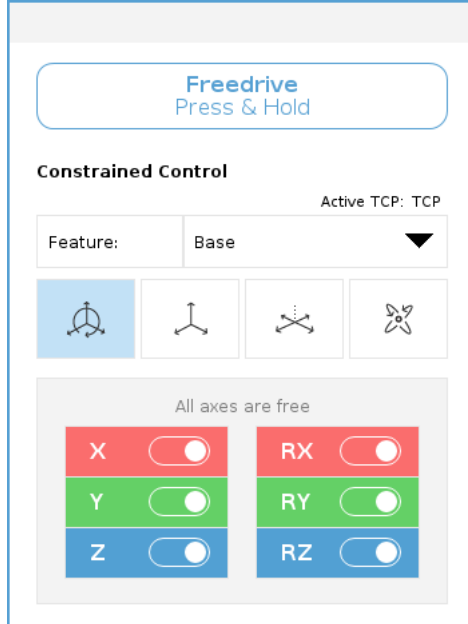 Freedrive
Press & Hold
Constrained Control
Active TCP: TCP
Feature: Base
All axes are free
X RX
Y RY
Z RZ